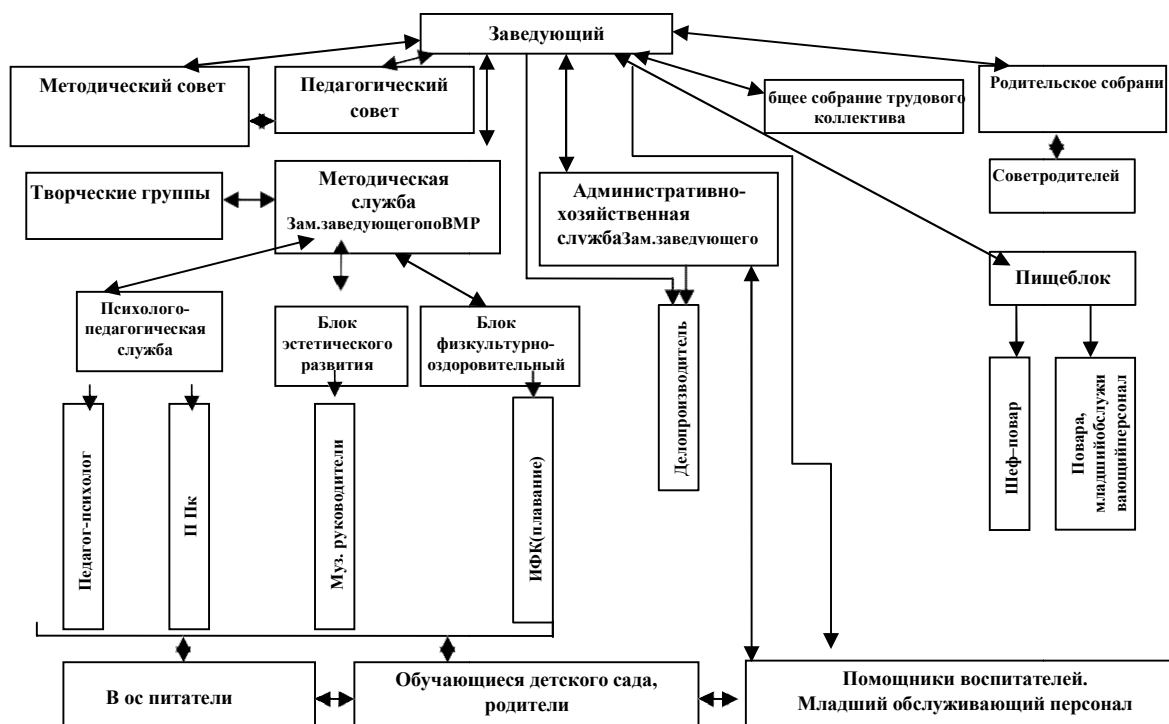 Заведующий
Методический совет
Педагогический
совет
бщее собрание трудового
коллектива
Родительское собрани
Советродителей
Творческие группы
Методическая
служба
Зам.заведующегопоВМР
Административно-
хозяйственная
службаЗам.заведующего
Пищеблок
Психолого-
педагогическая
служба
Блок
эстетического
развития
Блок
физкультурно-
оздоровительный
Делопроизводитель
Шеф–повар
Повара,
младшийобслужи
вающийперсонал
Педагог-психолог
П Пк
Муз. руководители
ИФК(плавание)
В ос питатели
Обучающиеся детского сада,
родители
Помощники воспитателей.
Младший обслуживающий персонал